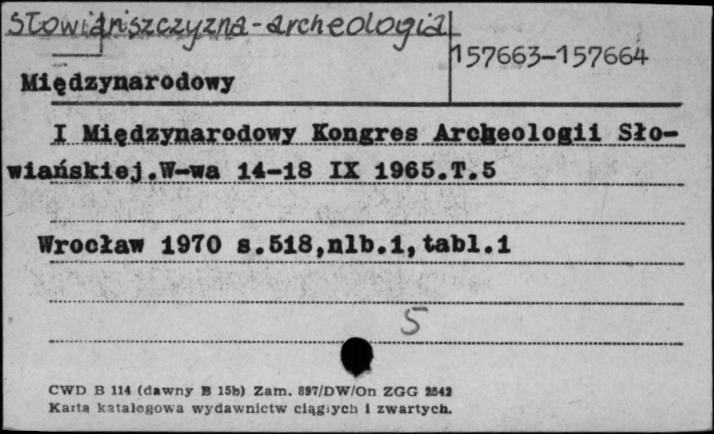 Słowiańszczyzna-archeologia
157663-157664
Międzynarodowy
I Międzynarodowy Kongres Archeologii Sło-
wiańskiej.W-wa 14-18 IX 1965.T.5
Wrocław 1970 s.518,nlb.1,tabl.1
5
CWD B 114 (dawny B 15b) Zam. 897/DW/On ZGG 2542
Karta katalogowa wydawnictw ciągłych i zwartych.